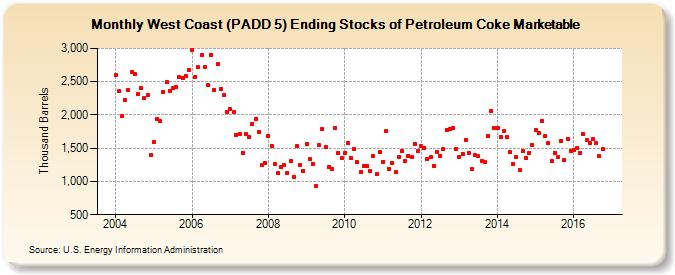 Monthly West Coast (PADD 5) Ending Stocks of Petroleum Coke Marketable
Thousand Barrels
3,000
2,500
2,000
1,500
1,000
500
2004 2006 2008 2010 2012 2014 2016
Source: U.S. Energy Information Administration